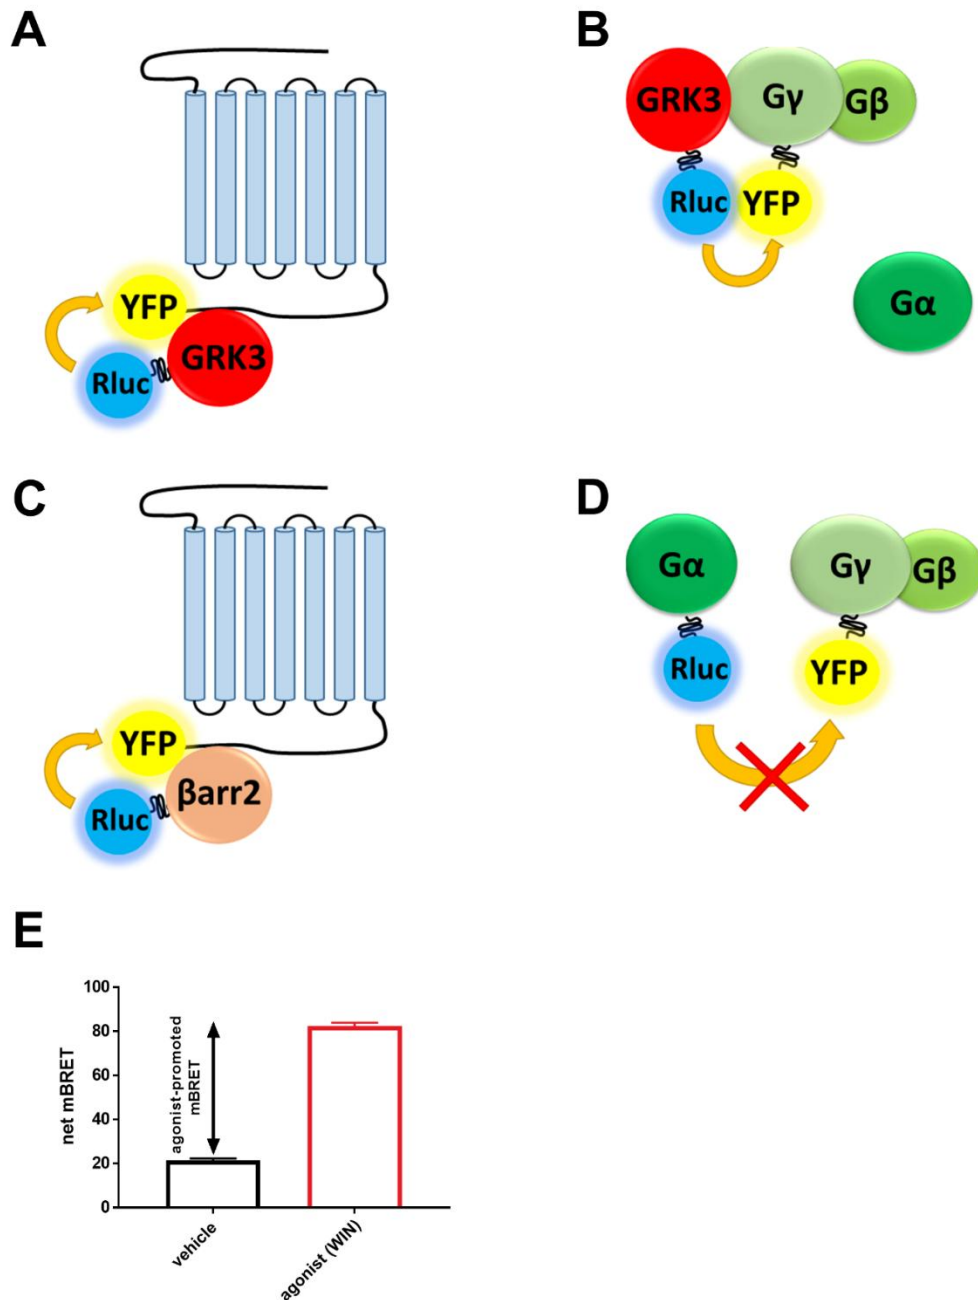 A
YFP
GRK3
Rluc
B
GRK3
Gγ
Gβ
Rluc
YFP
Gα
C
YFP
βarr2
Rluc
D
Gα
Gγ
Gβ
Rluc
YFP
E
net mBRET
100
80
60
40
20
0
agonist-promoted
mBRET
vehicle
agonist (WIN)